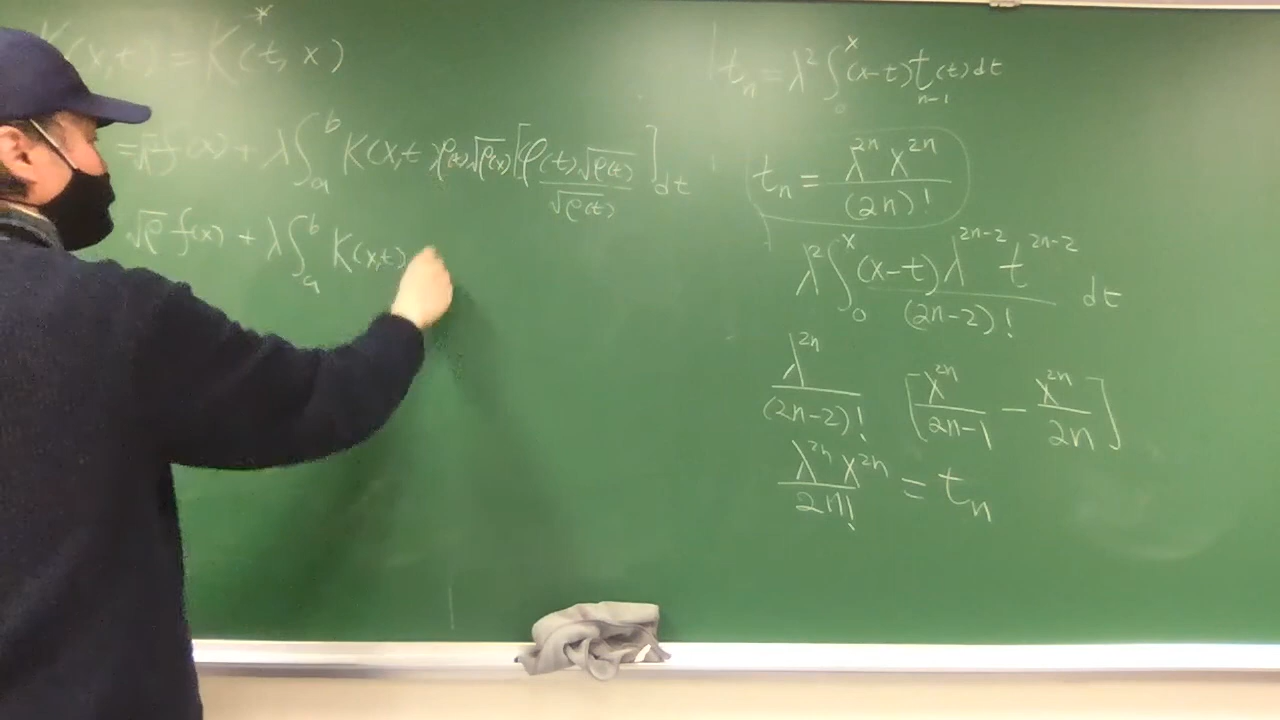 K(x,t) = K*(t,x)
= √ρ f(x) + λ∫_a^b K(x,t) ρ(t) √ρ(x) [φ(t)√ρ(t) / √ρ(t)] dt
√ρ f(x) + λ∫_a^b K(x,t)
t_n = λ² ∫_0^x (x-t) t_{n-1}(t) dt
t_n = λ^{2n} x^{2n} / (2n)!
λ² ∫_0^x (x-t) λ^{2n-2} t^{2n-2} / (2n-2)! dt
λ^{2n} / (2n-2)! [x^{2n} / 2n-1 − x^{2n} / 2n]
λ^{2n} x^{2n} / 2n! = t_n